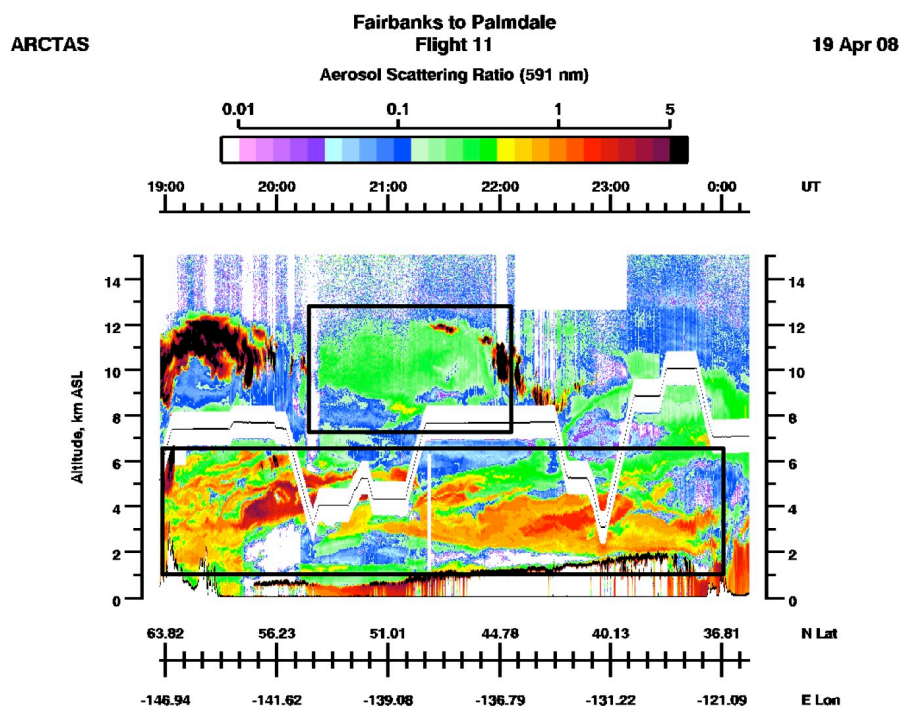 Fairbanks to Palmdale
ARCTAS Flight 11 19 Apr 08
Aerosol Scattering Ratio (591 nm)
0.01 0.1 1 5
19:00 20:00 21:00 22:00 23:00 0:00 UT
Altitude, km ASL
14 14
12 12
10 10
8 8
6 6
4 4
2 2
0 0
63.82 56.23 51.01 44.78 40.13 36.81 N Lat
-146.94 -141.62 -139.08 -136.79 -131.22 -121.09 E Lon